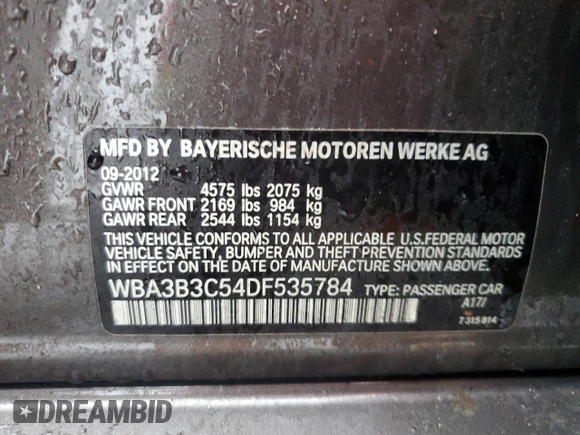 MFD BY BAYERISCHE MOTOREN WERKE AG
09-2012
GVWR 4575 lbs 2075 kg
GAWR FRONT 2169 lbs 984 kg
GAWR REAR 2544 lbs 1154 kg
THIS VEHICLE CONFORMS TO ALL APPLICABLE U.S.FEDERAL MOTOR
VEHICLE SAFETY, BUMPER AND THEFT PREVENTION STANDARDS
IN EFFECT ON THE DATE OF MANUFACTURE SHOWN ABOVE.
WBA3B3C54DF535784 TYPE: PASSENGER CAR
A17/
7 315 814
DREAMBID